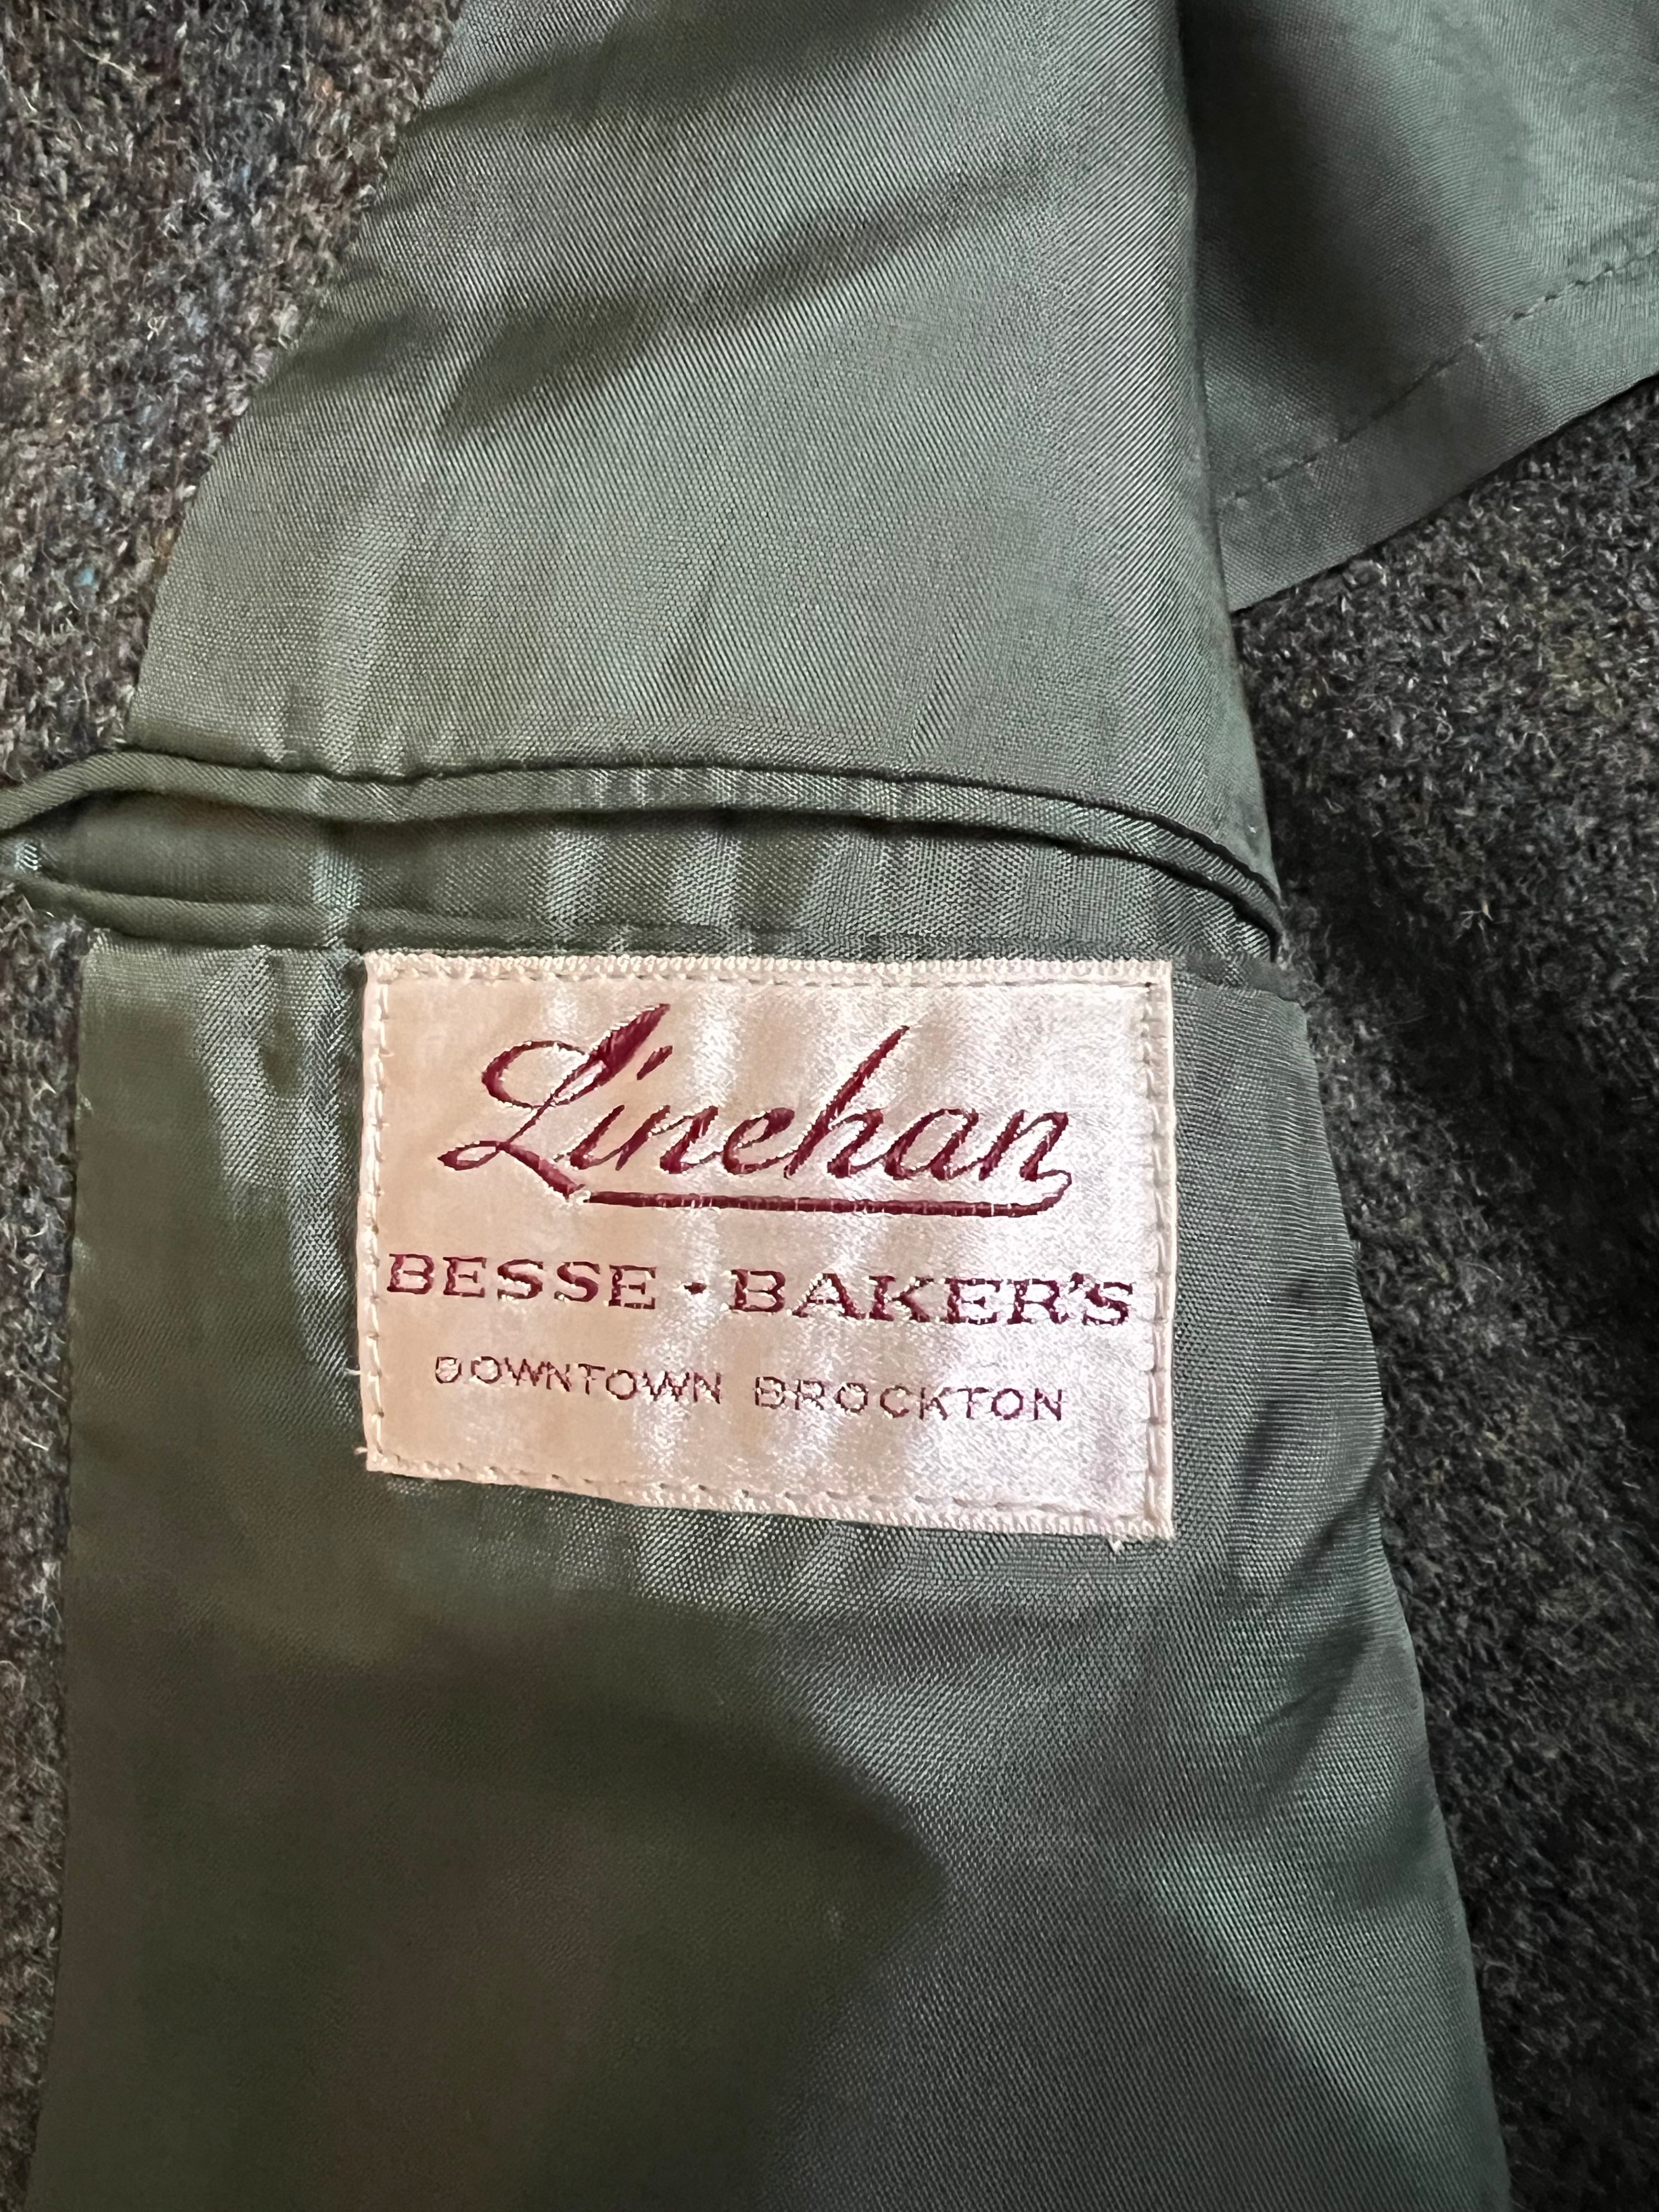 Linehan
BESSE · BAKER'S
DOWNTOWN BROCKTON